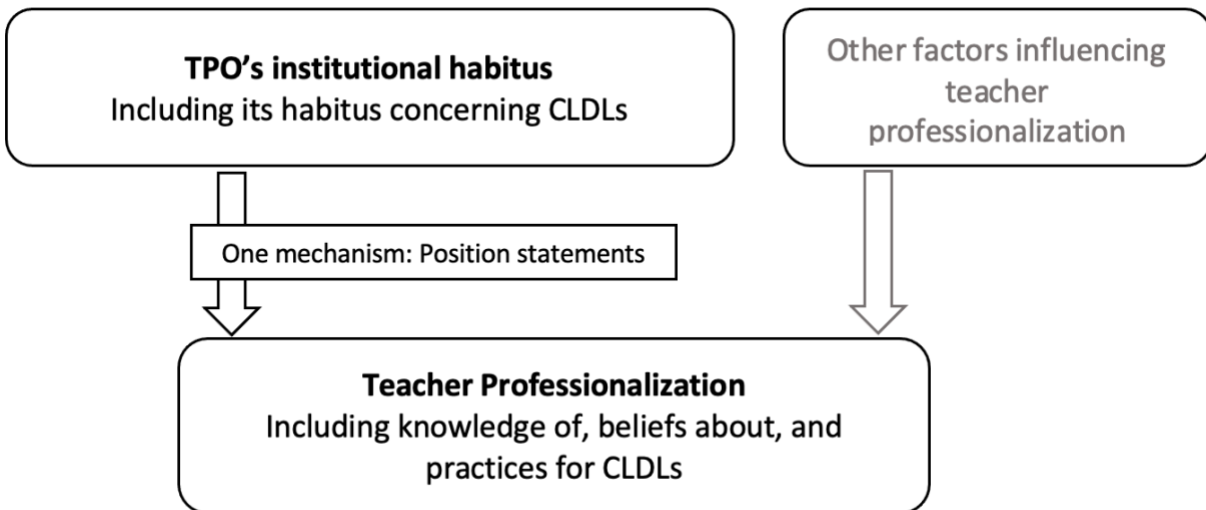 TPO's institutional habitus
Including its habitus concerning CLDLs
Other factors influencing
teacher
professionalization
One mechanism: Position statements
Teacher Professionalization
Including knowledge of, beliefs about, and
practices for CLDLs